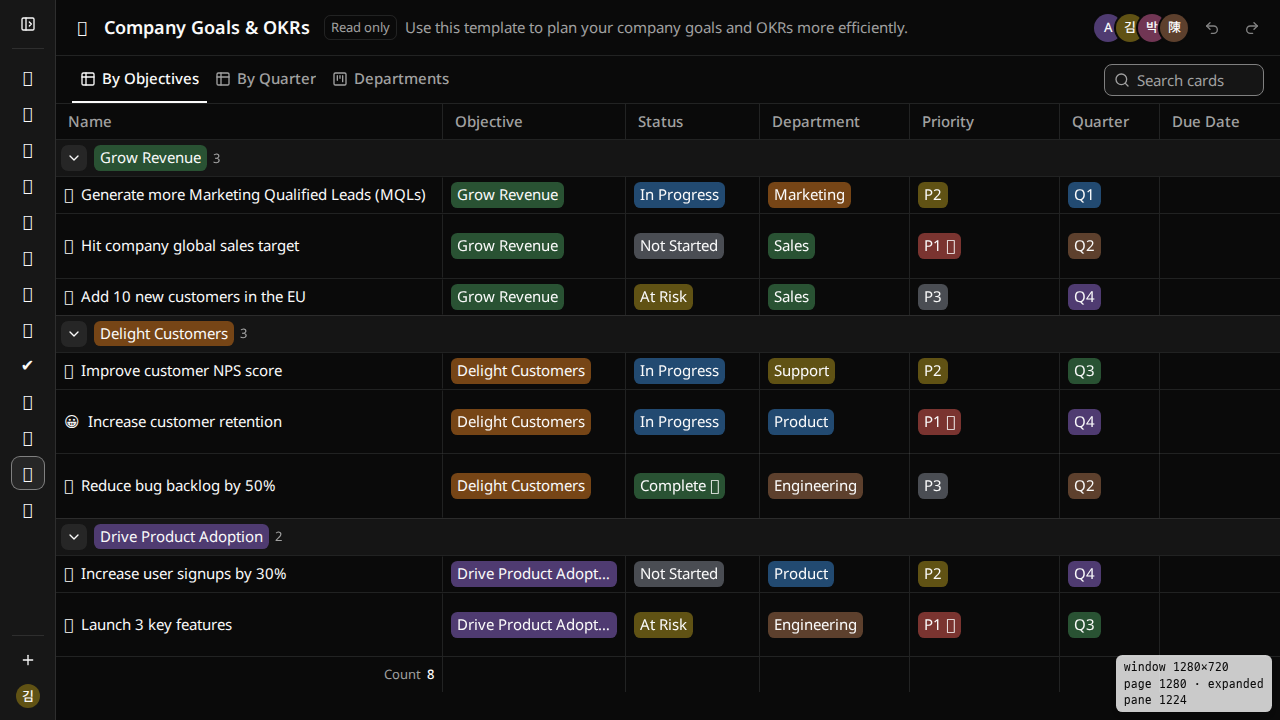 Company Goals & OKRs Read only Use this template to plan your company goals and OKRs more efficiently. A 김 박 陳
By Objectives By Quarter Departments Search cards
Name Objective Status Department Priority Quarter Due Date
Grow Revenue 3
Generate more Marketing Qualified Leads (MQLs) Grow Revenue In Progress Marketing P2 Q1
Hit company global sales target Grow Revenue Not Started Sales P1 Q2
Add 10 new customers in the EU Grow Revenue At Risk Sales P3 Q4
Delight Customers 3
Improve customer NPS score Delight Customers In Progress Support P2 Q3
😀 Increase customer retention Delight Customers In Progress Product P1 Q4
Reduce bug backlog by 50% Delight Customers Complete Engineering P3 Q2
Drive Product Adoption 2
Increase user signups by 30% Drive Product Adopt... Not Started Product P2 Q4
Launch 3 key features Drive Product Adopt... At Risk Engineering P1 Q3
Count 8
window 1280×720
page 1280 · expanded
pane 1224
김